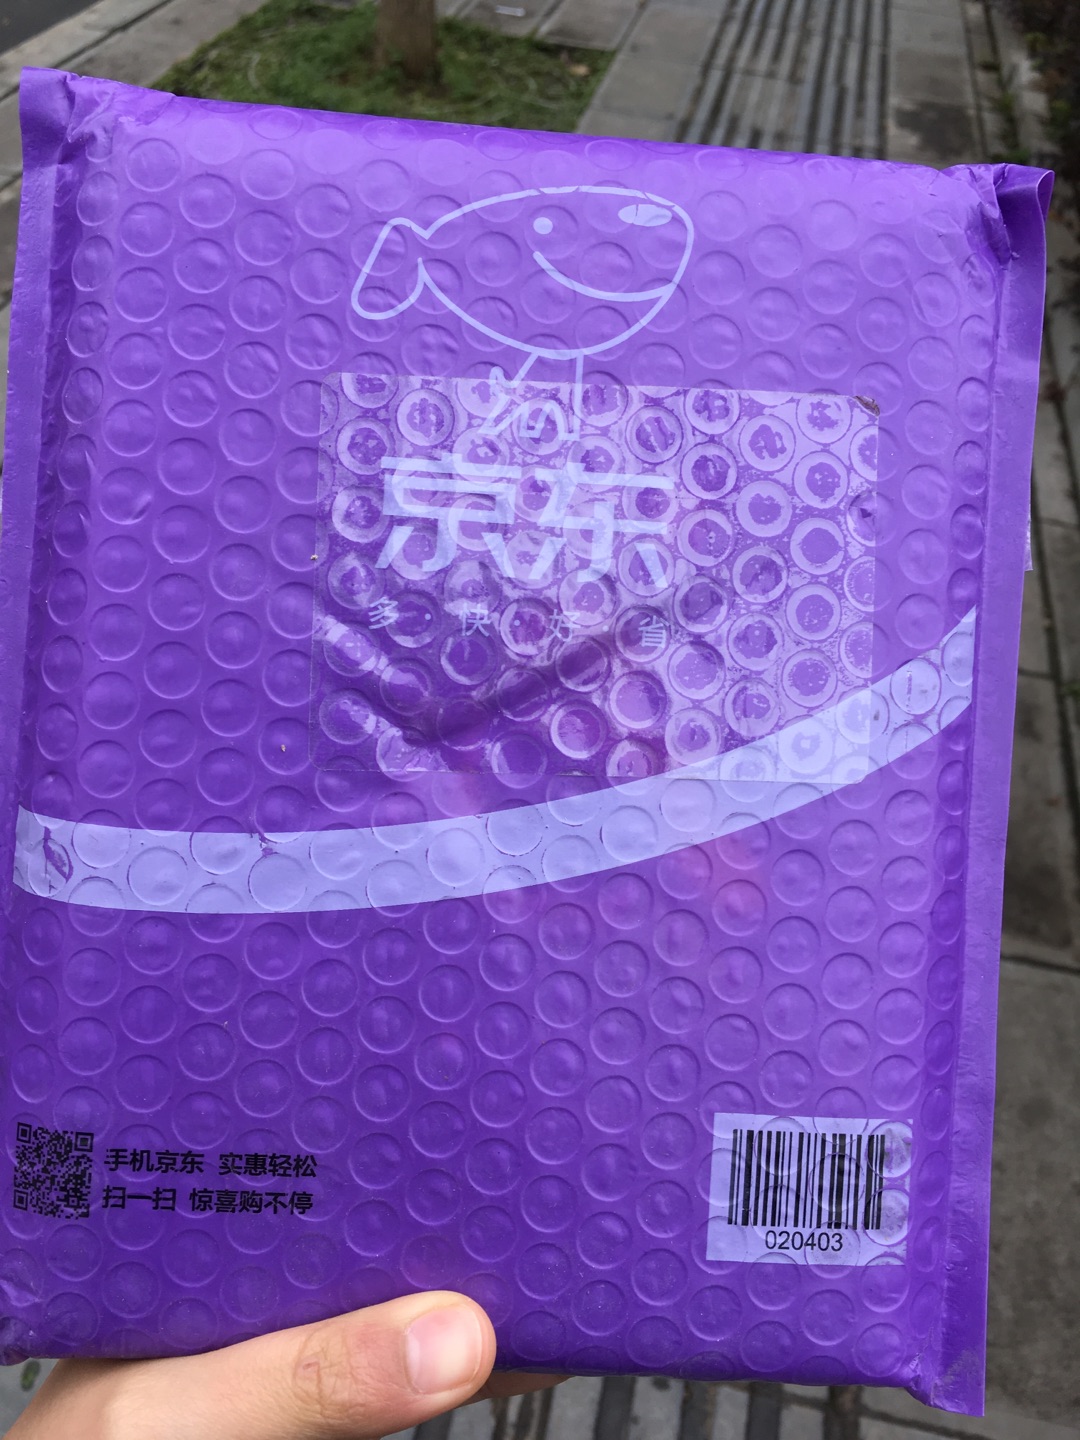 京东
多·快·好·省
手机京东 实惠轻松
扫一扫 惊喜购不停
020403